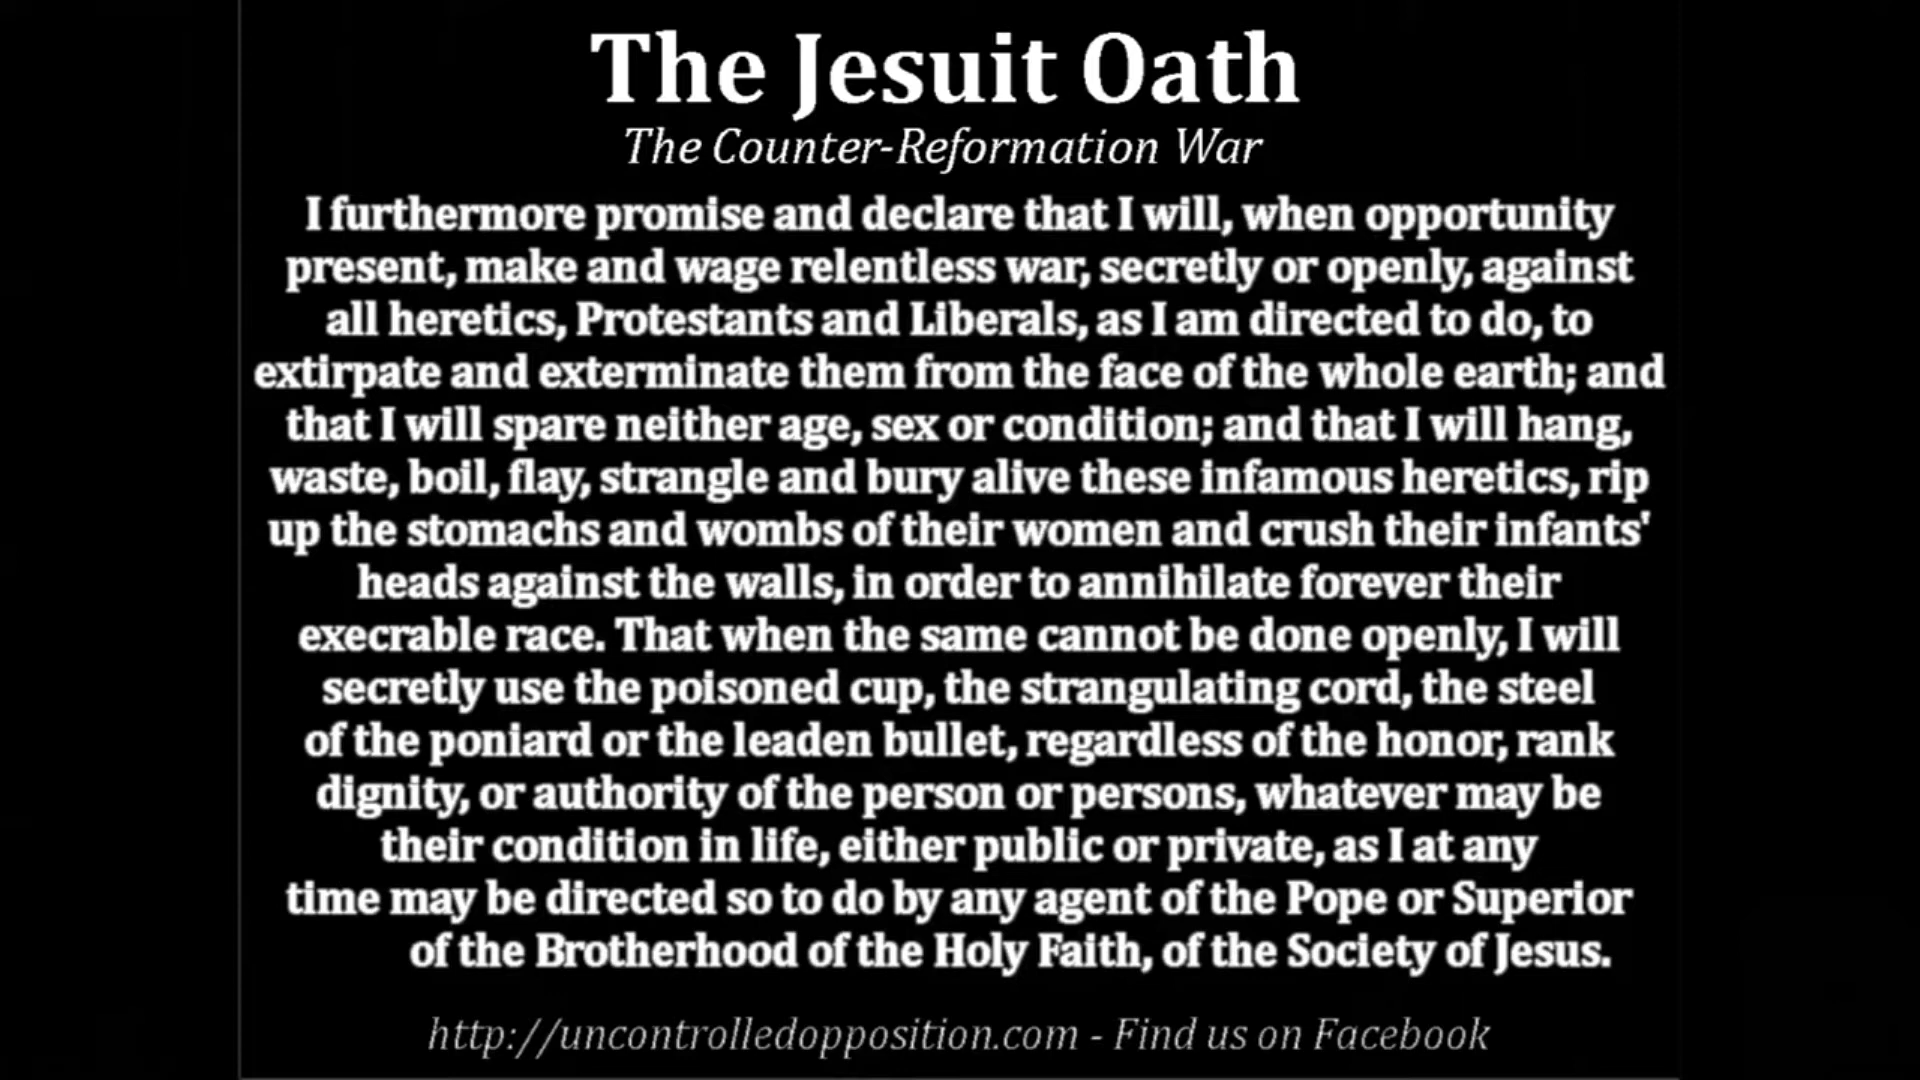 The Jesuit Oath
The Counter-Reformation War
I furthermore promise and declare that I will, when opportunity
present, make and wage relentless war, secretly or openly, against
all heretics, Protestants and Liberals, as I am directed to do, to
extirpate and exterminate them from the face of the whole earth; and
that I will spare neither age, sex or condition; and that I will hang,
waste, boil, flay, strangle and bury alive these infamous heretics, rip
up the stomachs and wombs of their women and crush their infants'
heads against the walls, in order to annihilate forever their
execrable race. That when the same cannot be done openly, I will
secretly use the poisoned cup, the strangulating cord, the steel
of the poniard or the leaden bullet, regardless of the honor, rank
dignity, or authority of the person or persons, whatever may be
their condition in life, either public or private, as I at any
time may be directed so to do by any agent of the Pope or Superior
of the Brotherhood of the Holy Faith, of the Society of Jesus.
http://uncontrolledopposition.com - Find us on Facebook